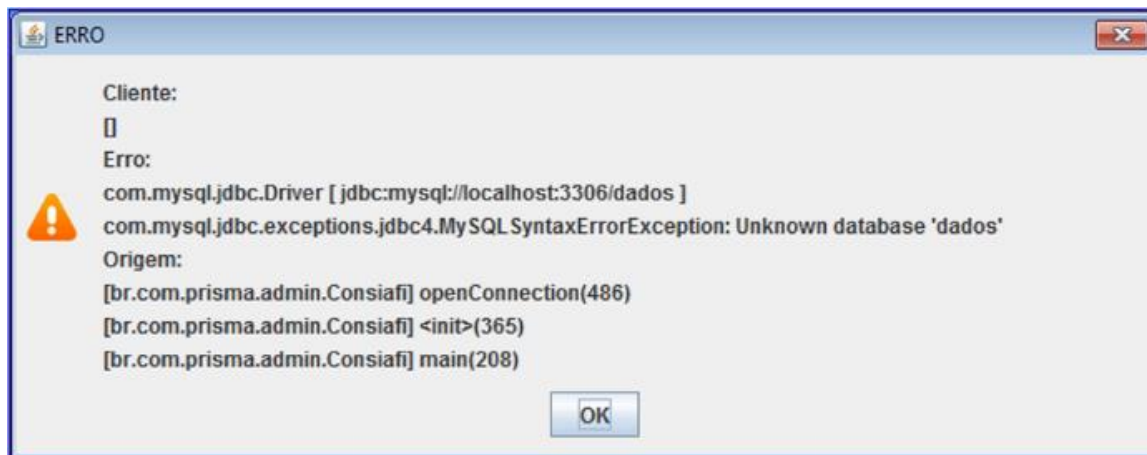 ERRO
Cliente:
[]
Erro:
com.mysql.jdbc.Driver [ jdbc:mysql://localhost:3306/dados ]
com.mysql.jdbc.exceptions.jdbc4.MySQLSyntaxErrorException: Unknown database 'dados'
Origem:
[br.com.prisma.admin.Consiafi] openConnection(486)
[br.com.prisma.admin.Consiafi] <init>(365)
[br.com.prisma.admin.Consiafi] main(208)
OK